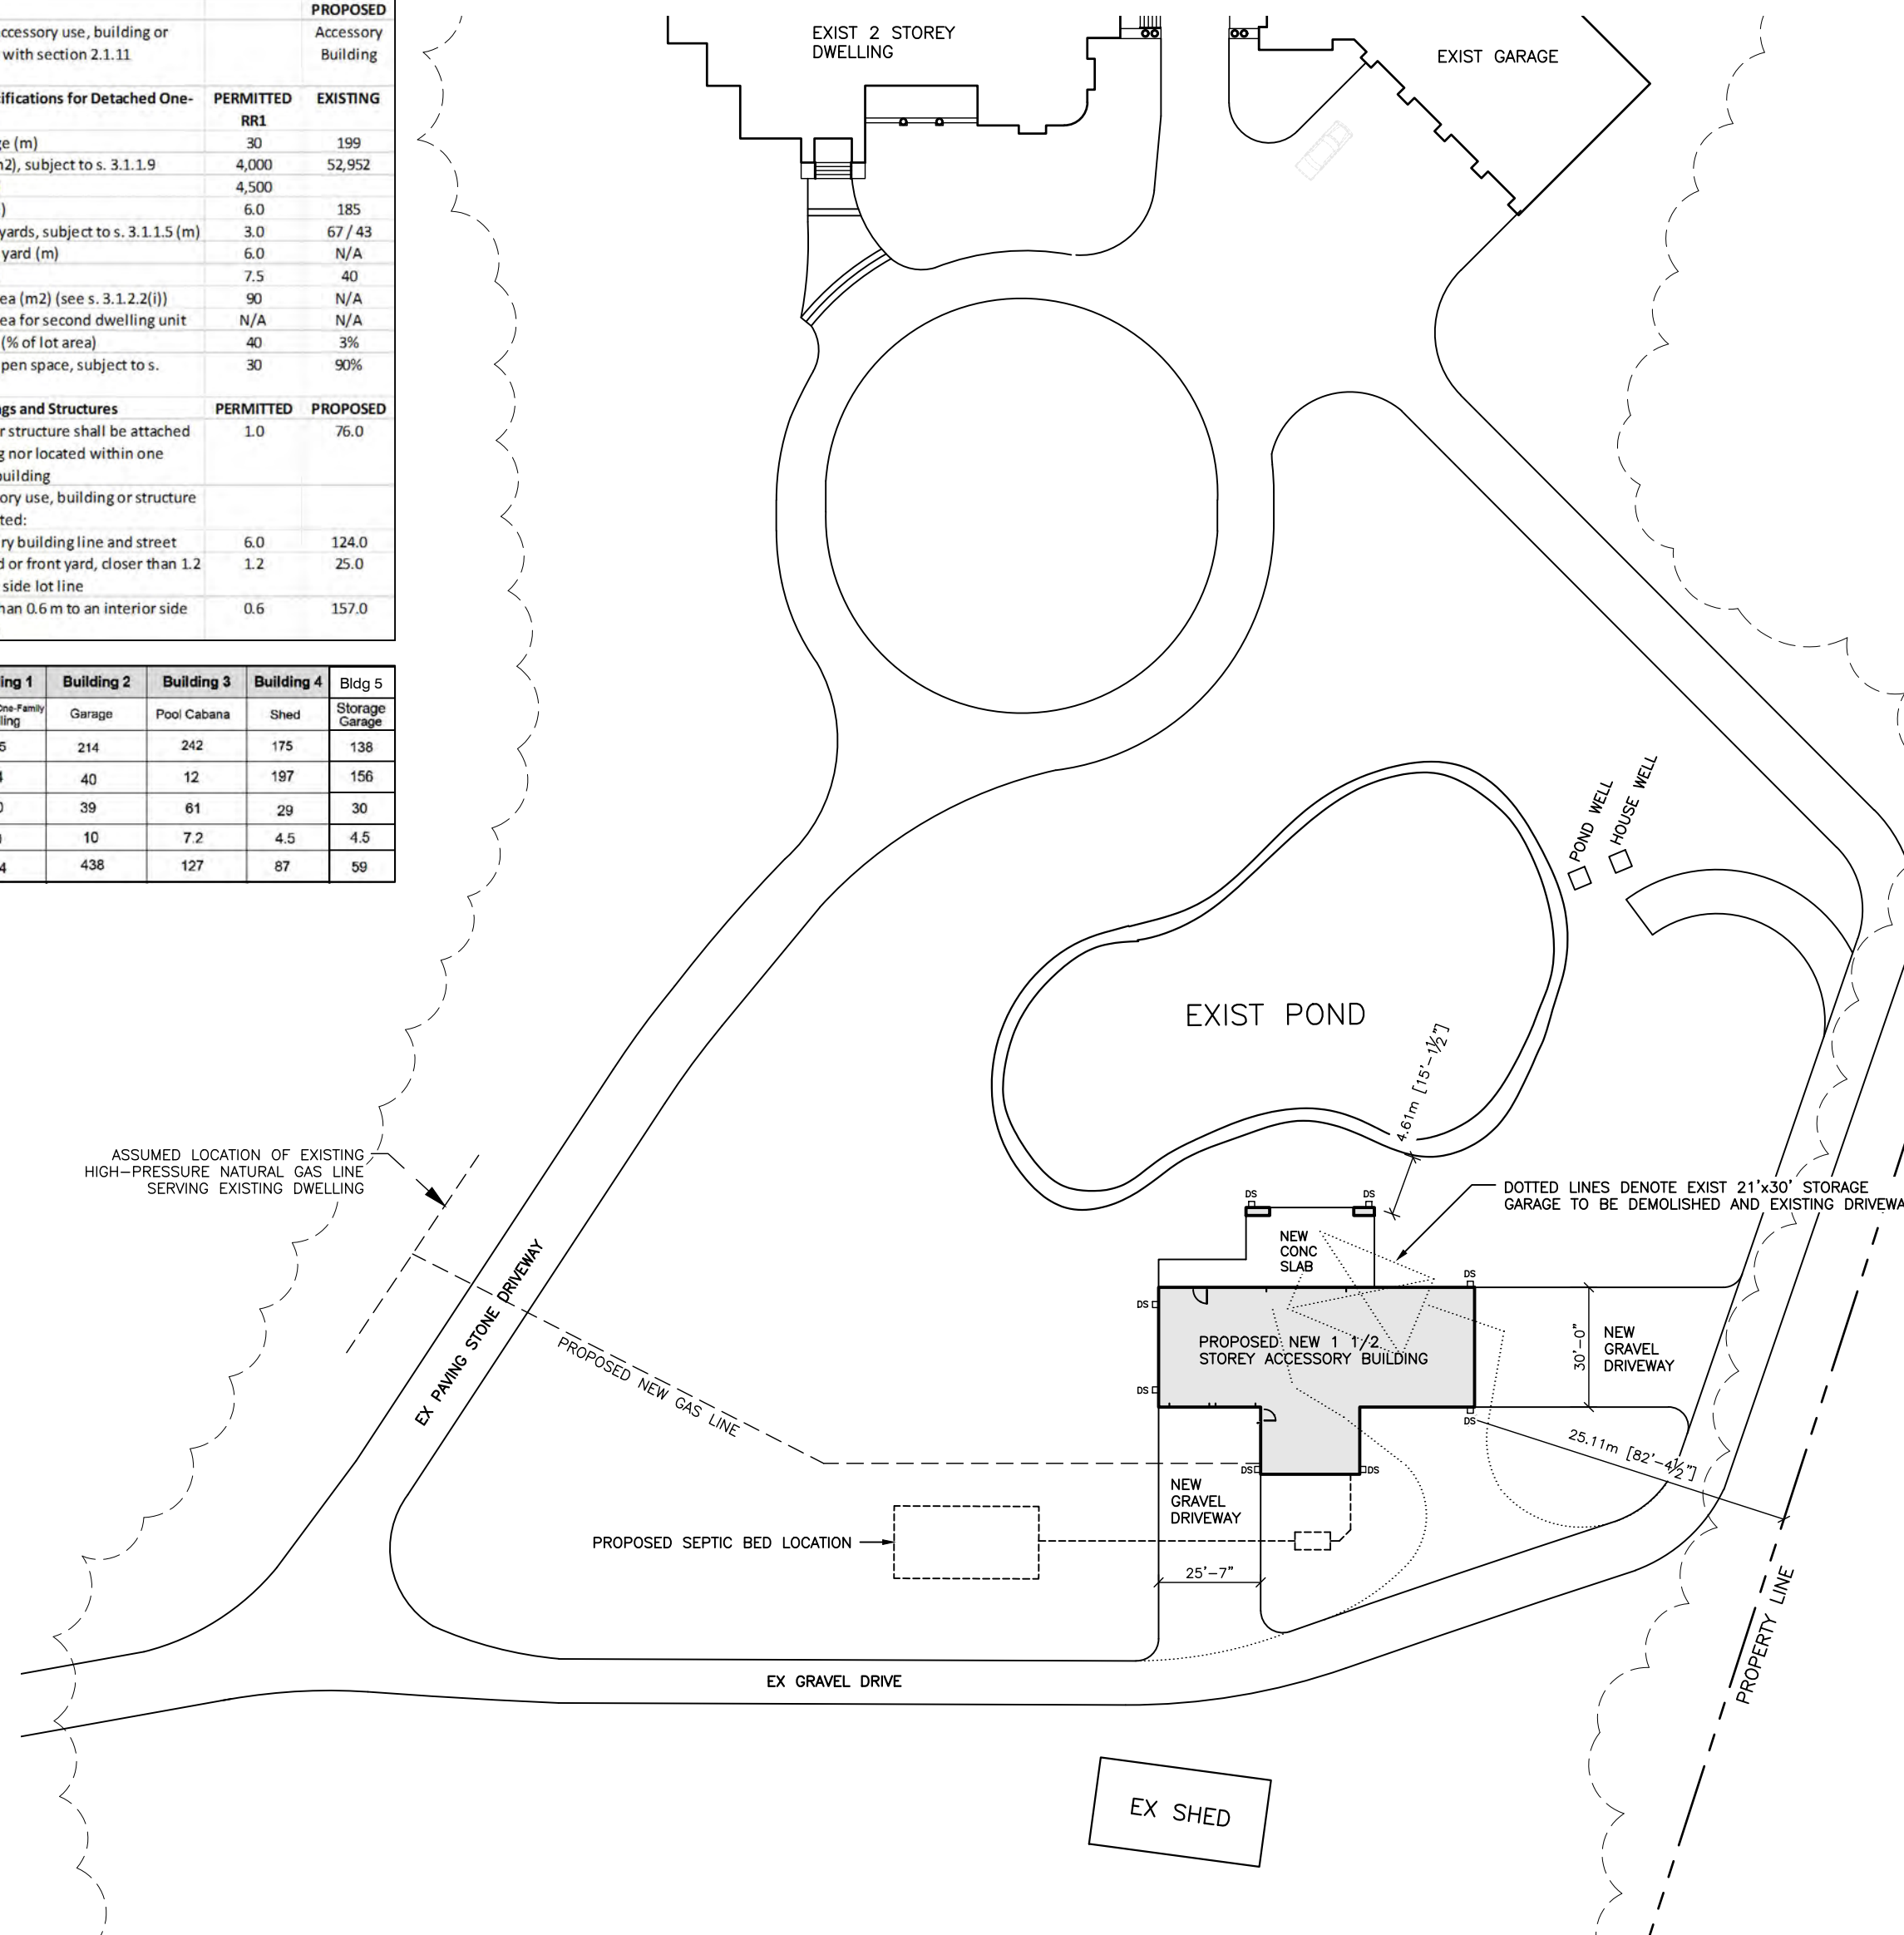 PROPOSED
accessory use, building or Accessory
with section 2.1.11 Building
ifications for Detached One- PERMITTED EXISTING
RR1
ge (m) 30 199
m2), subject to s. 3.1.1.9 4,000 52,952
4,500
) 6.0 185
yards, subject to s. 3.1.1.5 (m) 3.0 67 / 43
yard (m) 6.0 N/A
7.5 40
ea (m2) (see s. 3.1.2.2(i)) 90 N/A
ea for second dwelling unit N/A N/A
(% of lot area) 40 3%
pen space, subject to s. 30 90%
gs and Structures PERMITTED PROPOSED
r structure shall be attached 1.0 76.0
g nor located within one
building
ory use, building or structure
ted:
ry building line and street 6.0 124.0
d or front yard, closer than 1.2 1.2 25.0
side lot line
han 0.6 m to an interior side 0.6 157.0
ing 1 Building 2 Building 3 Building 4 Bldg 5
One-Family
ling Garage Pool Cabana Shed Storage
Garage
5 214 242 175 138
4 40 12 197 156
0 39 61 29 30
10 7.2 4.5 4.5
4 438 127 87 59
EXIST 2 STOREY
DWELLING
EXIST GARAGE
POND WELL
HOUSE WELL
EXIST POND
4.61m [15'-1½"]
ASSUMED LOCATION OF EXISTING
HIGH-PRESSURE NATURAL GAS LINE
SERVING EXISTING DWELLING
DOTTED LINES DENOTE EXIST 21'x30' STORAGE
GARAGE TO BE DEMOLISHED AND EXISTING DRIVEWA
DS
DS
NEW
CONC
SLAB
DS
DS
PROPOSED NEW 1 1/2
STOREY ACCESSORY BUILDING
30'-0"
NEW
GRAVEL
DRIVEWAY
DS
DS
EX PAVING STONE DRIVEWAY
PROPOSED NEW GAS LINE
25.11m [82'-4½"]
DS
DS
NEW
GRAVEL
DRIVEWAY
PROPOSED SEPTIC BED LOCATION
25'-7"
PROPERTY LINE
EX GRAVEL DRIVE
EX SHED